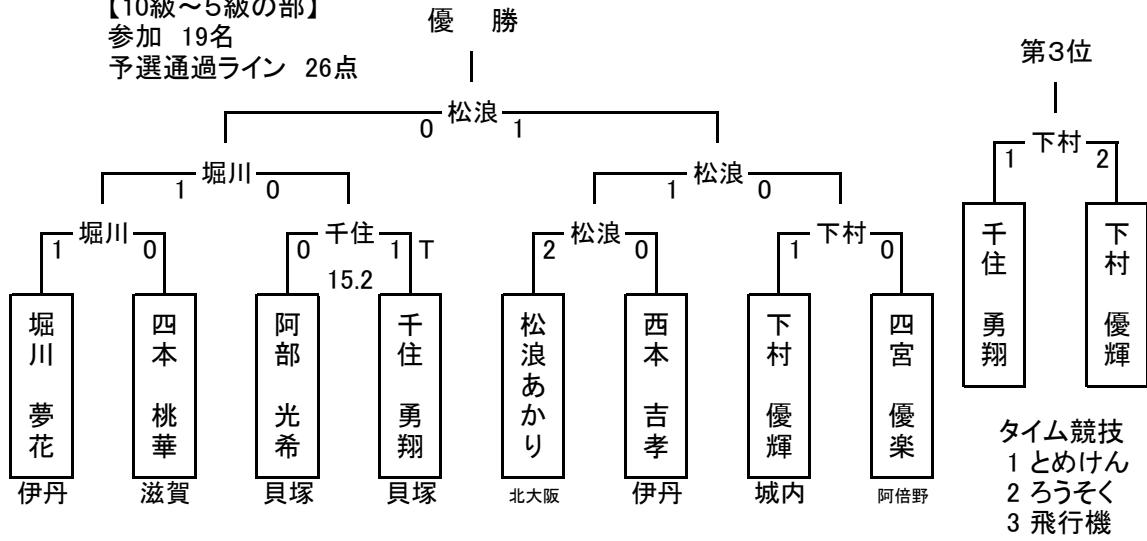 【10級～5級の部】
参加 19名
予選通過ライン 26点
優 勝
松浪
0 1
堀川
1 0
松浪
1 0
堀川
1 0
千住
0 1 T
15.2
松浪
2 0
下村
1 0
堀川 夢花
四本 桃華
阿部 光希
千住 勇翔
松浪あかり
西本 吉孝
下村 優輝
四宮 優楽
伊丹
滋賀
貝塚
貝塚
北大阪
伊丹
城内
阿倍野
第3位
下村
1 2
千住 勇翔
下村 優輝
タイム競技
1 とめけん
2 ろうそく
3 飛行機